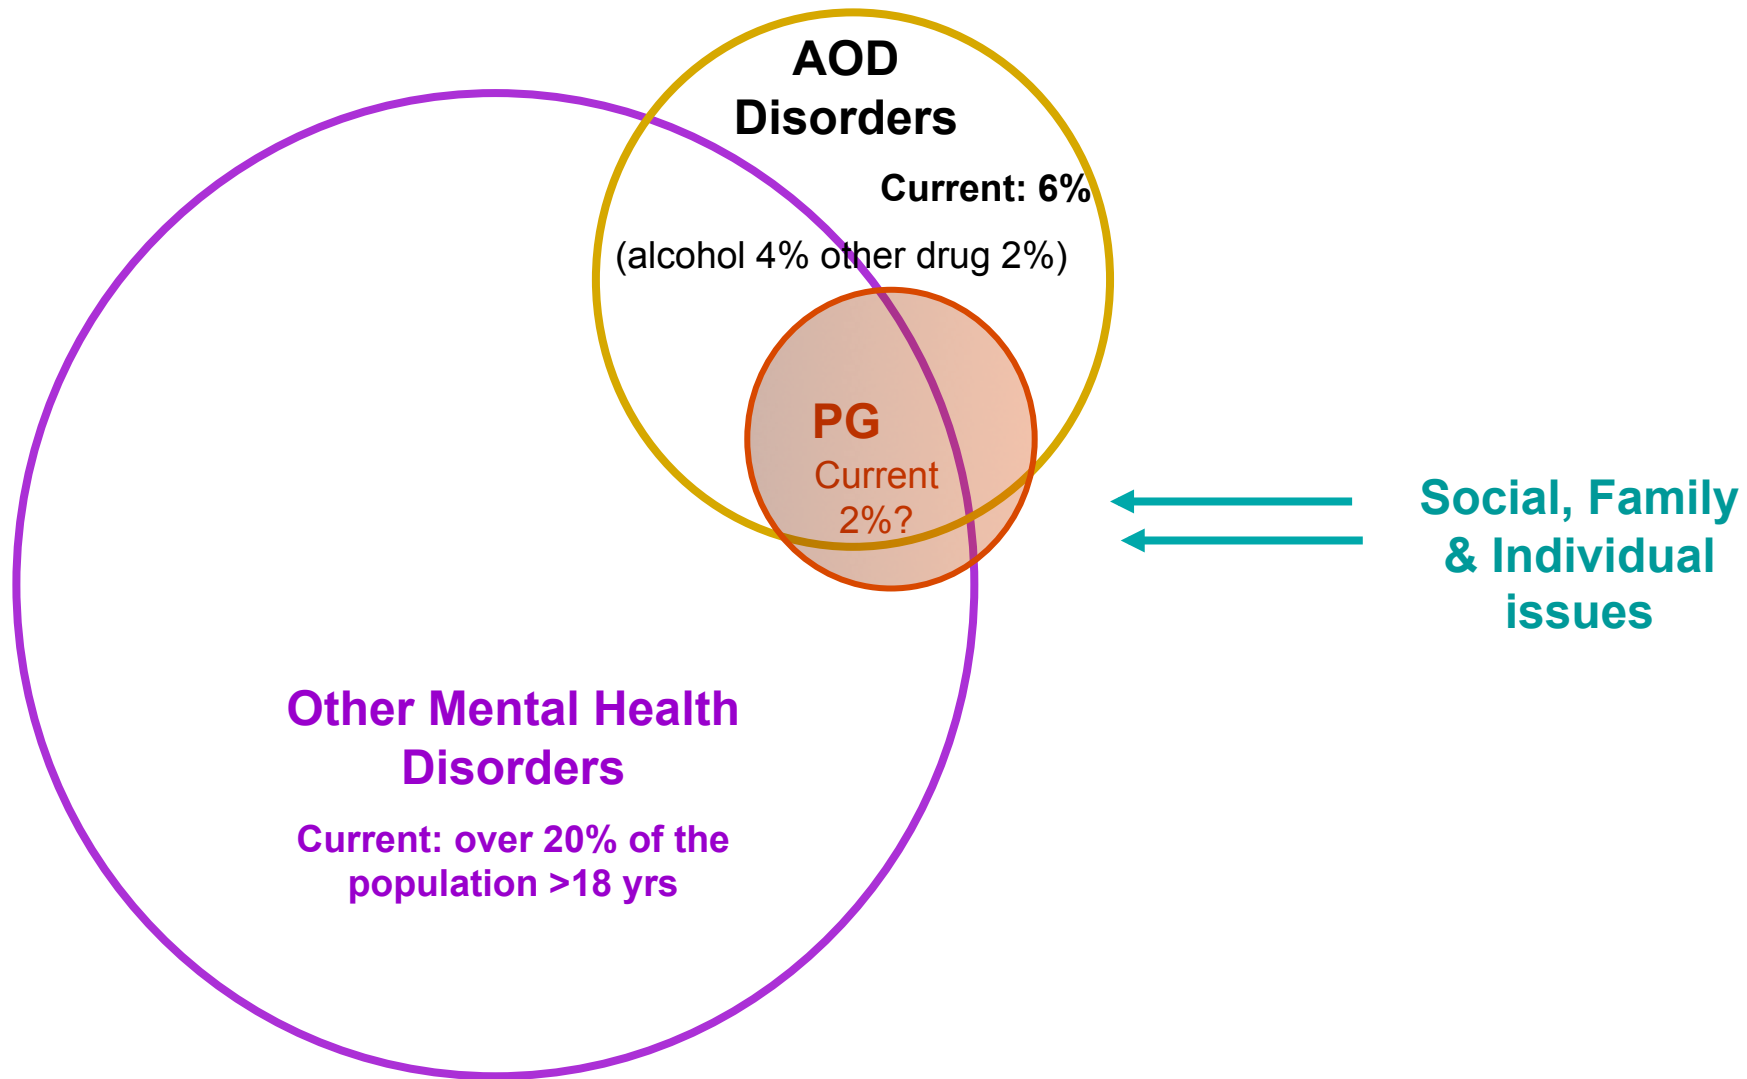 AOD
Disorders
Current: 6%
(alcohol 4% other drug 2%)
PG
Current
2%?
Social, Family
& Individual
issues
Other Mental Health
Disorders
Current: over 20% of the
population >18 yrs